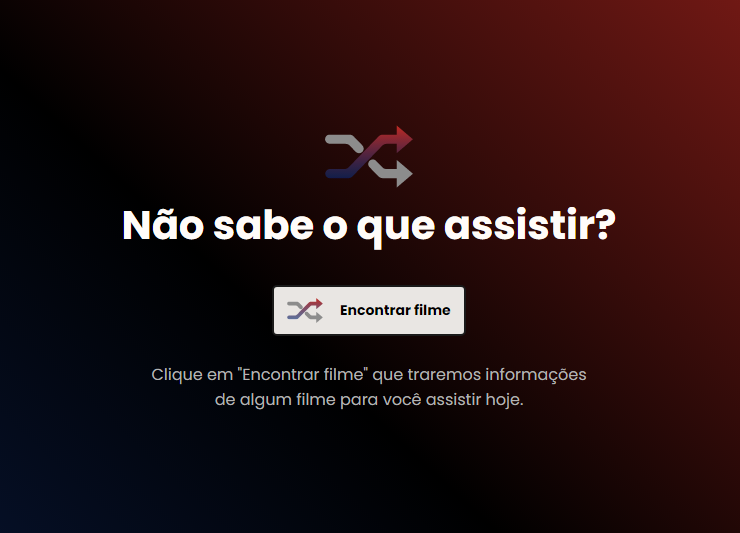 Não sabe o que assistir?
Encontrar filme
Clique em "Encontrar filme" que traremos informações
de algum filme para você assistir hoje.